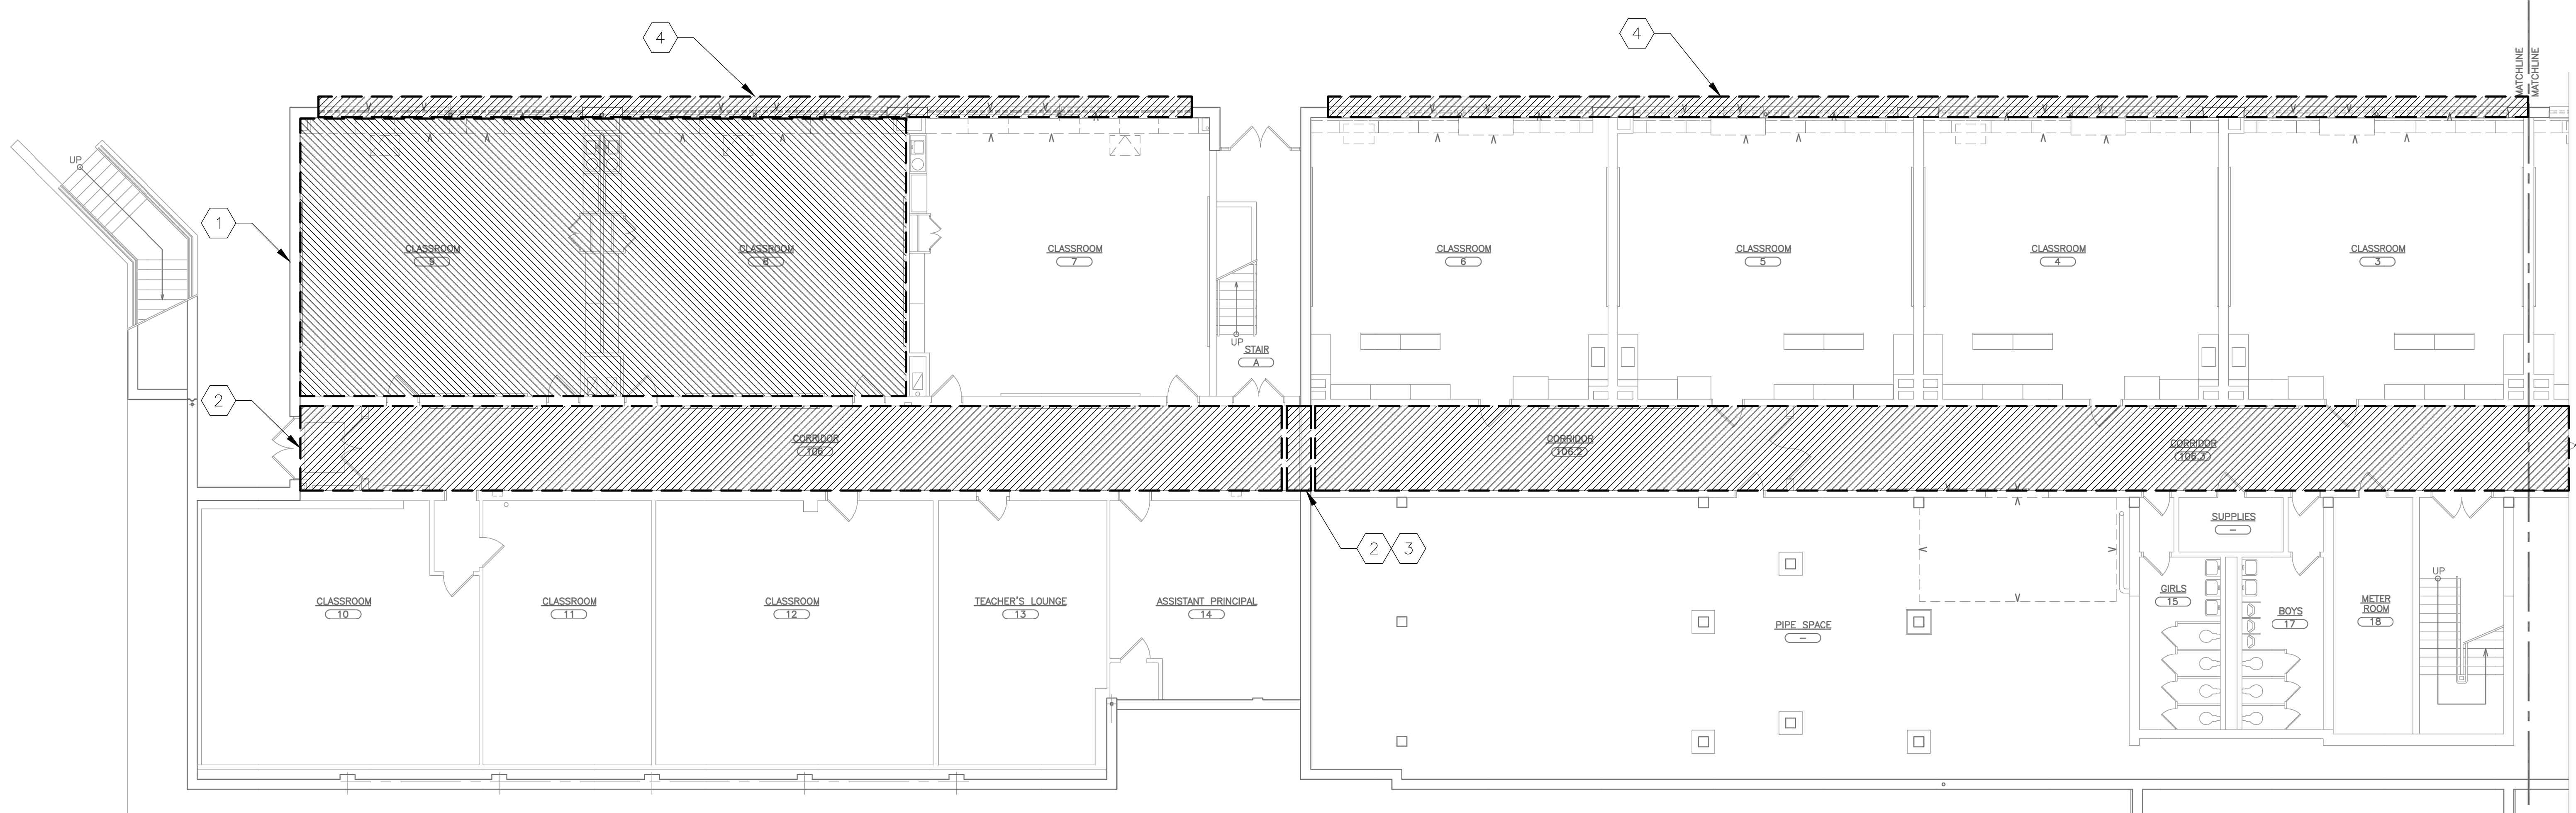 4
4
MATCHLINE
MATCHLINE
UP
1
CLASSROOM
9
CLASSROOM
8
CLASSROOM
7
CLASSROOM
6
CLASSROOM
5
CLASSROOM
4
CLASSROOM
3
UP
STAIR
A
2
CORRIDOR
106
CORRIDOR
106.2
CORRIDOR
106.3
2
3
SUPPLIES
-
UP
CLASSROOM
10
CLASSROOM
11
CLASSROOM
12
TEACHER'S LOUNGE
13
ASSISTANT PRINCIPAL
14
PIPE SPACE
-
GIRLS
15
BOYS
17
METER
ROOM
18